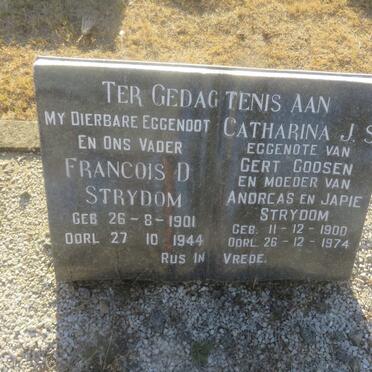 TER GEDAGTENIS AAN
MY DIERBARE EGGENOOT
EN ONS VADER
FRANCOIS D
STRYDOM
GEB 26-8-1901
OORL 27 10 1944
CATHARINA J. S
EGGENOTE VAN
GERT GOOSEN
EN MOEDER VAN
ANDREAS EN JAPIE
STRYDOM
GEB. 11-12-1900
OORL. 26-12-1974
RUS IN VREDE.